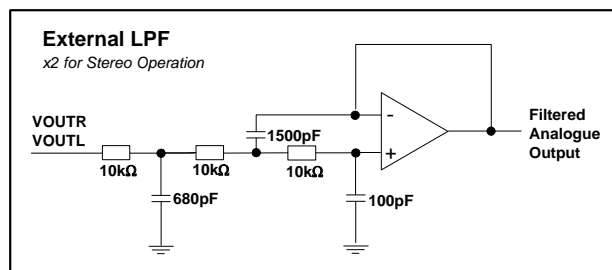 External LPF
x2 for Stereo Operation
VOUTR
VOUTL
10kΩ
10kΩ
1500pF
10kΩ
680pF
100pF
-
+
Filtered
Analogue
Output